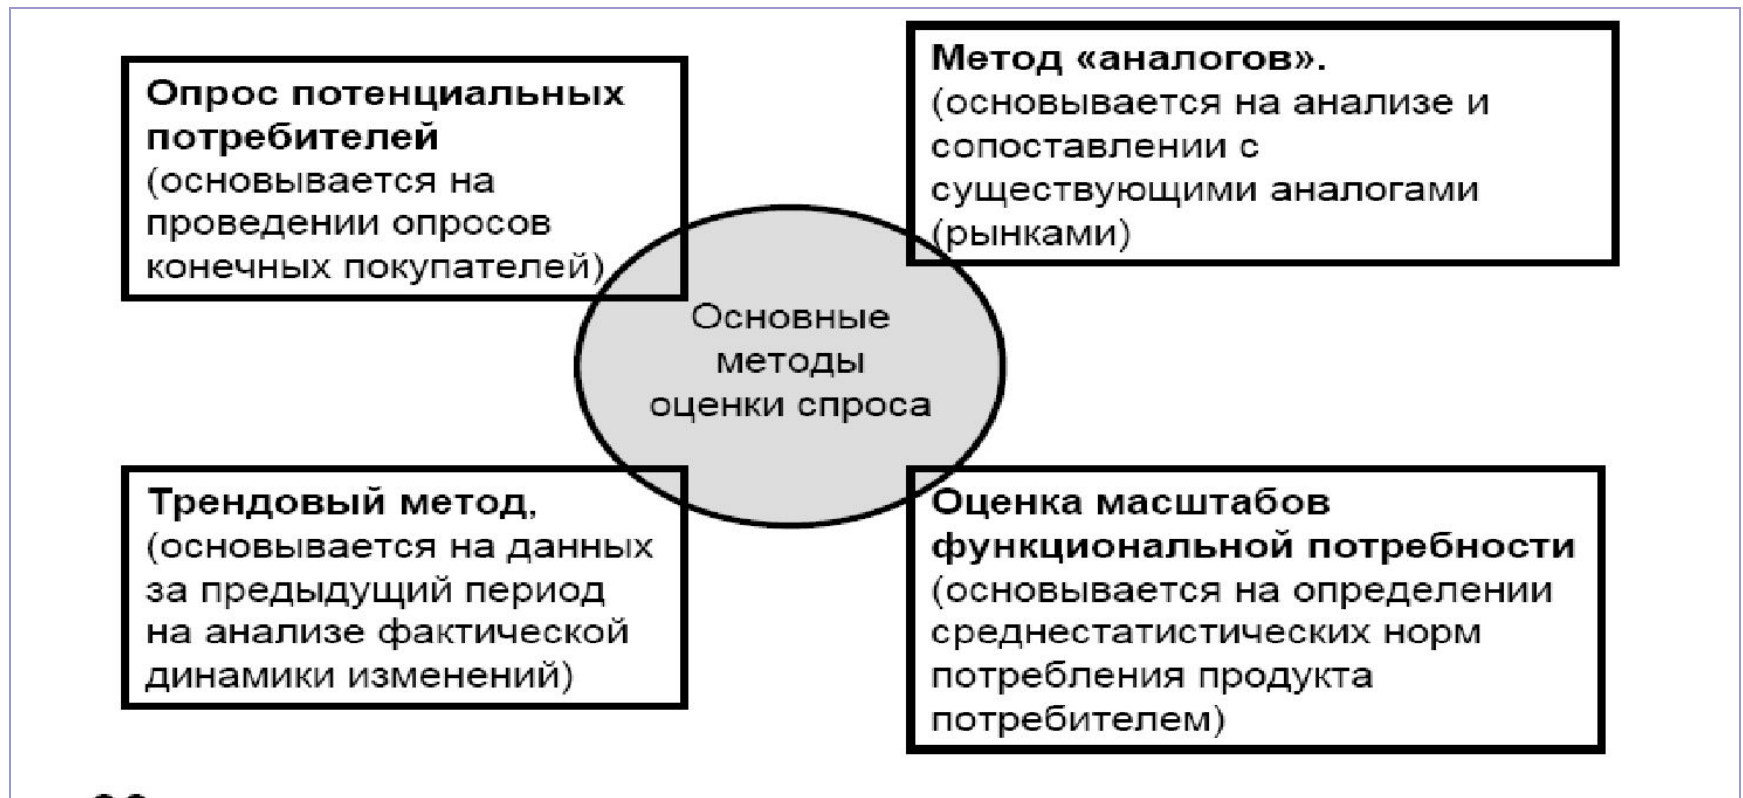 Опрос потенциальных
потребителей
(основывается на
проведении опросов
конечных покупателей)
Метод «аналогов».
(основывается на анализе и
сопоставлении с
существующими аналогами
(рынками)
Основные
методы
оценки спроса
Трендовый метод,
(основывается на данных
за предыдущий период
на анализе фактической
динамики изменений)
Оценка масштабов
функциональной потребности
(основывается на определении
среднестатистических норм
потребления продукта
потребителем)